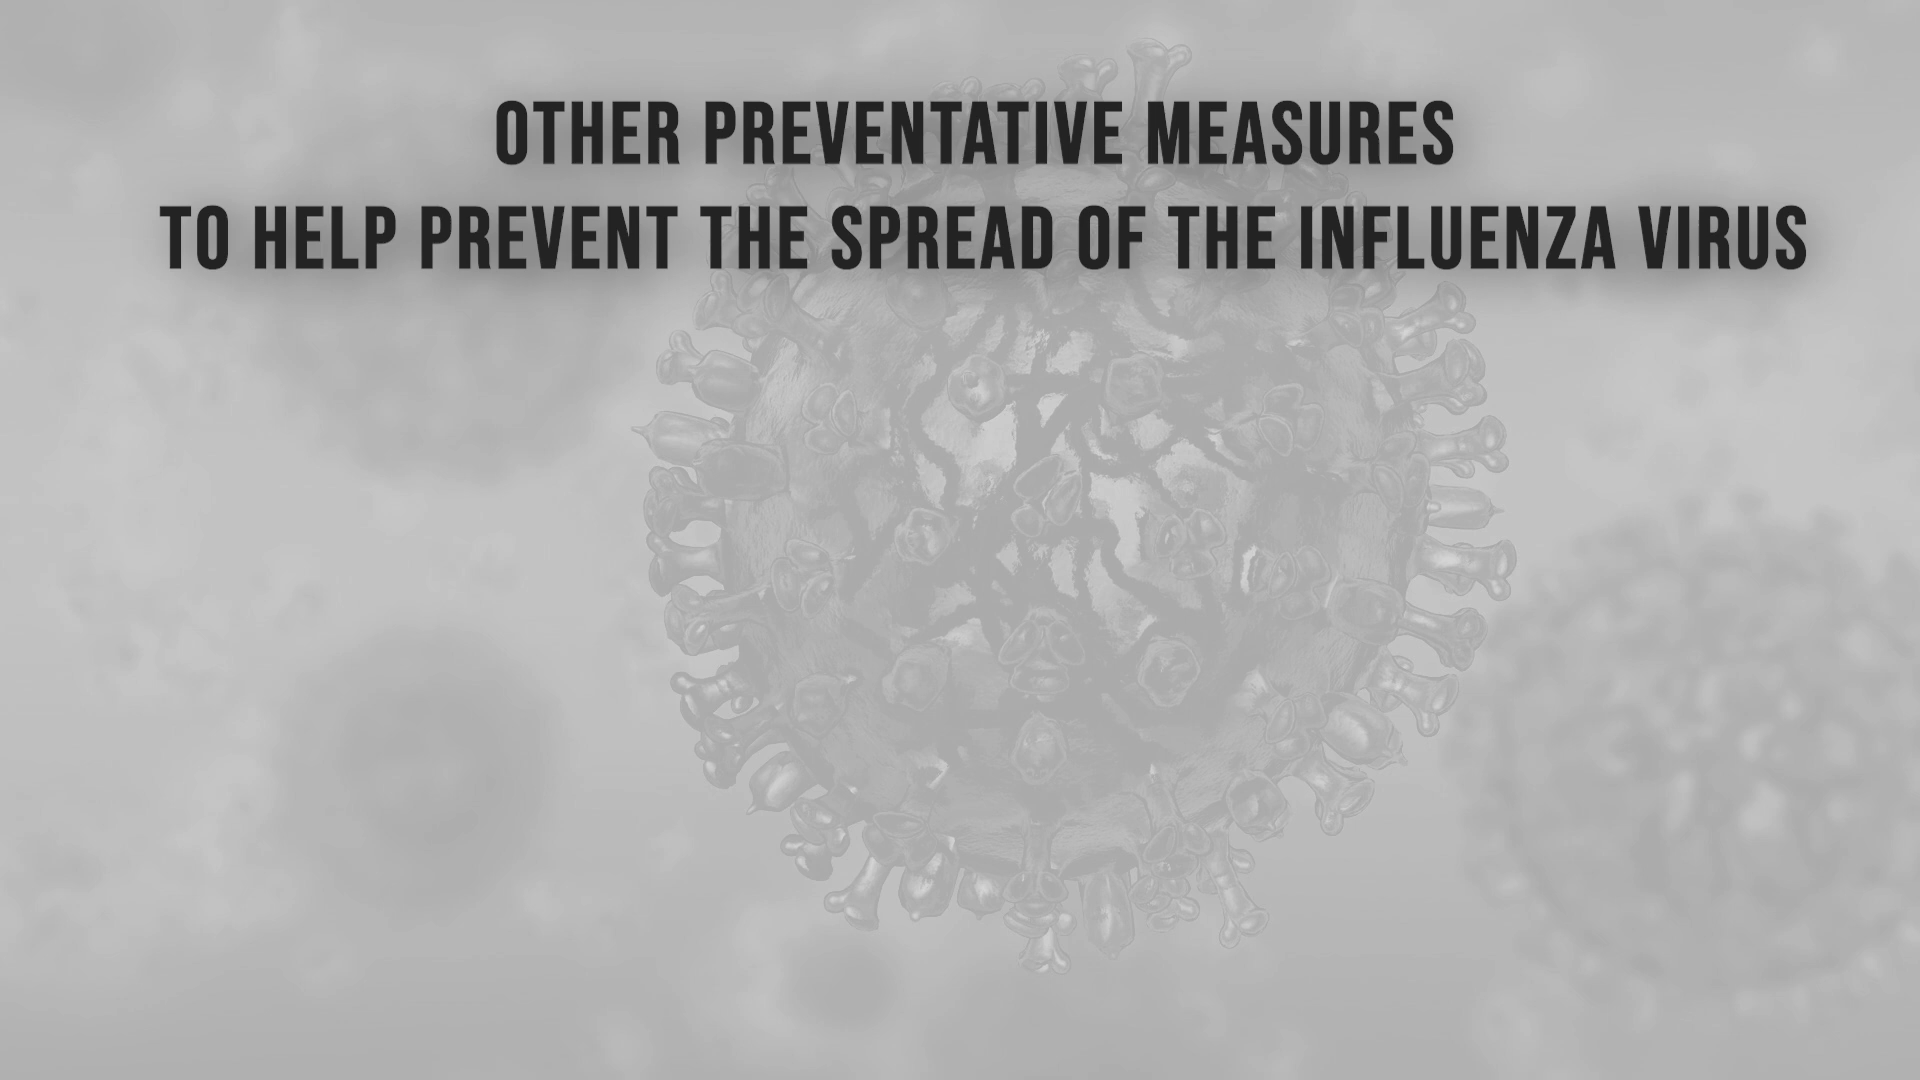 OTHER PREVENTATIVE MEASURES
TO HELP PREVENT THE SPREAD OF THE INFLUENZA VIRUS